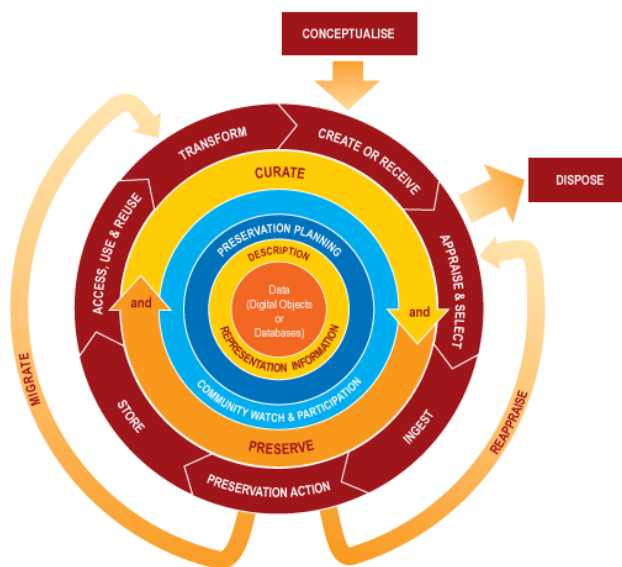 CONCEPTUALISE
DISPOSE
TRANSFORM
CREATE OR RECEIVE
APPRAISE & SELECT
INGEST
PRESERVATION ACTION
STORE
ACCESS, USE & REUSE
MIGRATE
REAPPRAISE
CURATE
and
PRESERVE
and
COMMUNITY WATCH & PARTICIPATION
PRESERVATION PLANNING
DESCRIPTION
REPRESENTATION INFORMATION
Data
(Digital Objects
or
Databases)